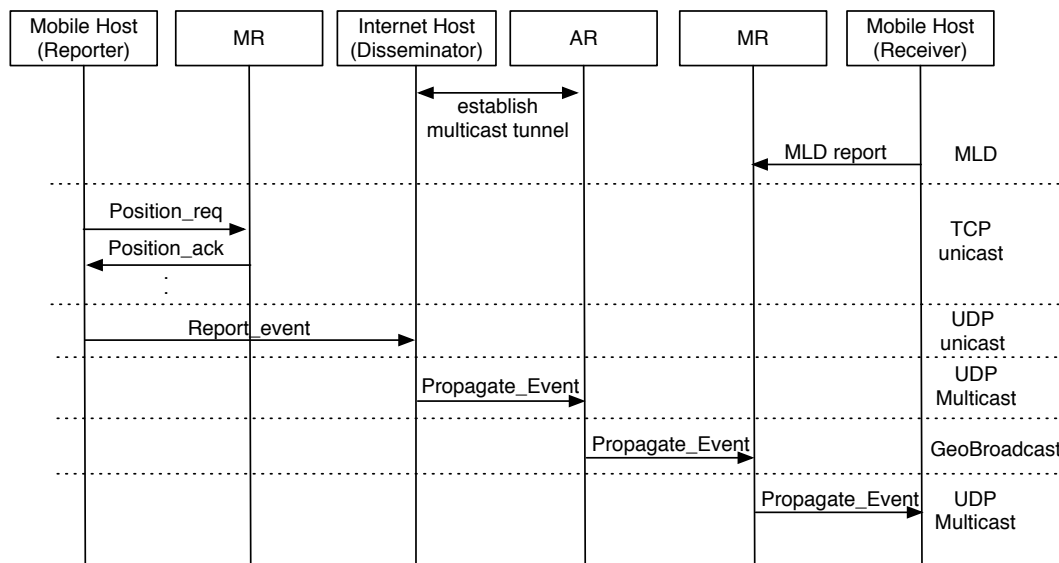 Mobile Host
(Reporter)
MR
Internet Host
(Disseminator)
AR
MR
Mobile Host
(Receiver)
establish
multicast tunnel
MLD report
MLD
Position_req
Position_ack
:
TCP
unicast
Report_event
UDP
unicast
Propagate_Event
UDP
Multicast
Propagate_Event
GeoBroadcast
Propagate_Event
UDP
Multicast